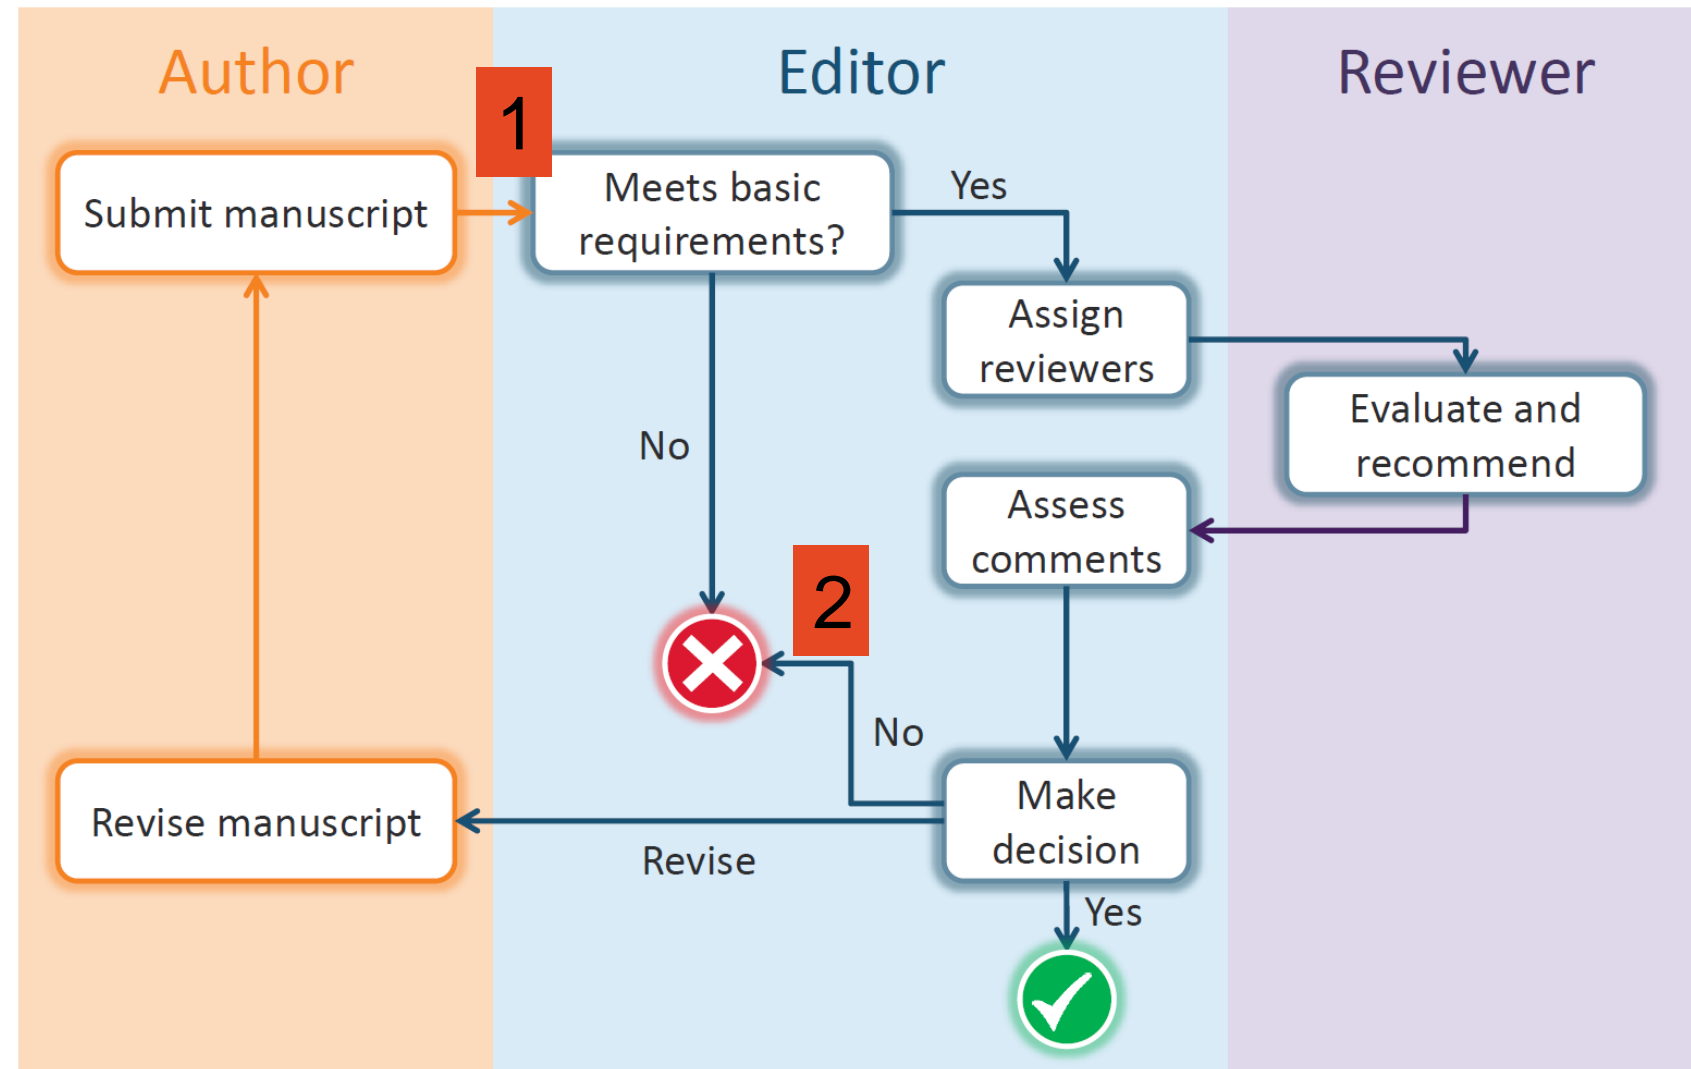 Author
Editor
Reviewer
1
Submit manuscript
Meets basic
requirements?
Yes
Assign
reviewers
Evaluate and
recommend
No
Assess
comments
2
No
Make
decision
Revise manuscript
Revise
Yes